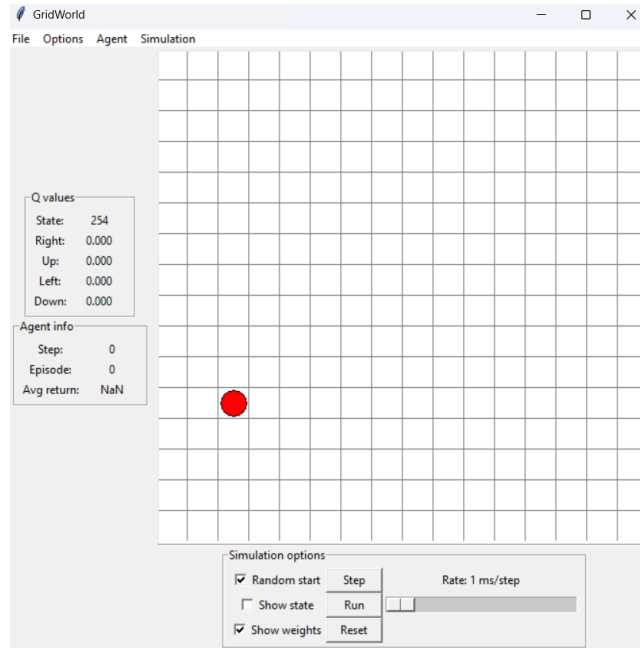 GridWorld
File Options Agent Simulation
Q values
State: 254
Right: 0.000
Up: 0.000
Left: 0.000
Down: 0.000
Agent info
Step: 0
Episode: 0
Avg return: NaN
Simulation options
Random start Step Rate: 1 ms/step
Show state Run
Show weights Reset